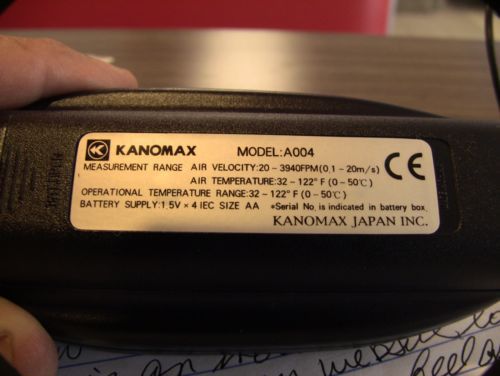 KANOMAX MODEL:A004
MEASUREMENT RANGE AIR VELOCITY:20-3940FPM(0.1-20m/s)
AIR TEMPERATURE:32-122°F(0-50℃)
OPERATIONAL TEMPERATURE RANGE:32-122°F(0-50℃)
BATTERY SUPPLY:1.5V×4 IEC SIZE AA *Serial No. is indicated in battery box.
KANOMAX JAPAN INC.
CE